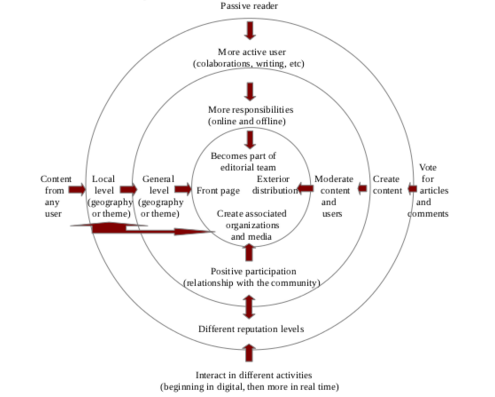 Passive reader
More active user
(colaborations, writing, etc)
More responsibilities
(online and offline)
Becomes part of
editorial team
Content
from
any
user
Local
level
(geography
or theme)
General
level
(geography
or theme)
Front page
Exterior
distribution
Moderate
content
and
users
Create
content
Vote
for
articles
and
comments
Create associated
organizations
and media
Positive participation
(relationship with the community)
Different reputation levels
Interact in different activities
(beginning in digital, then more in real time)